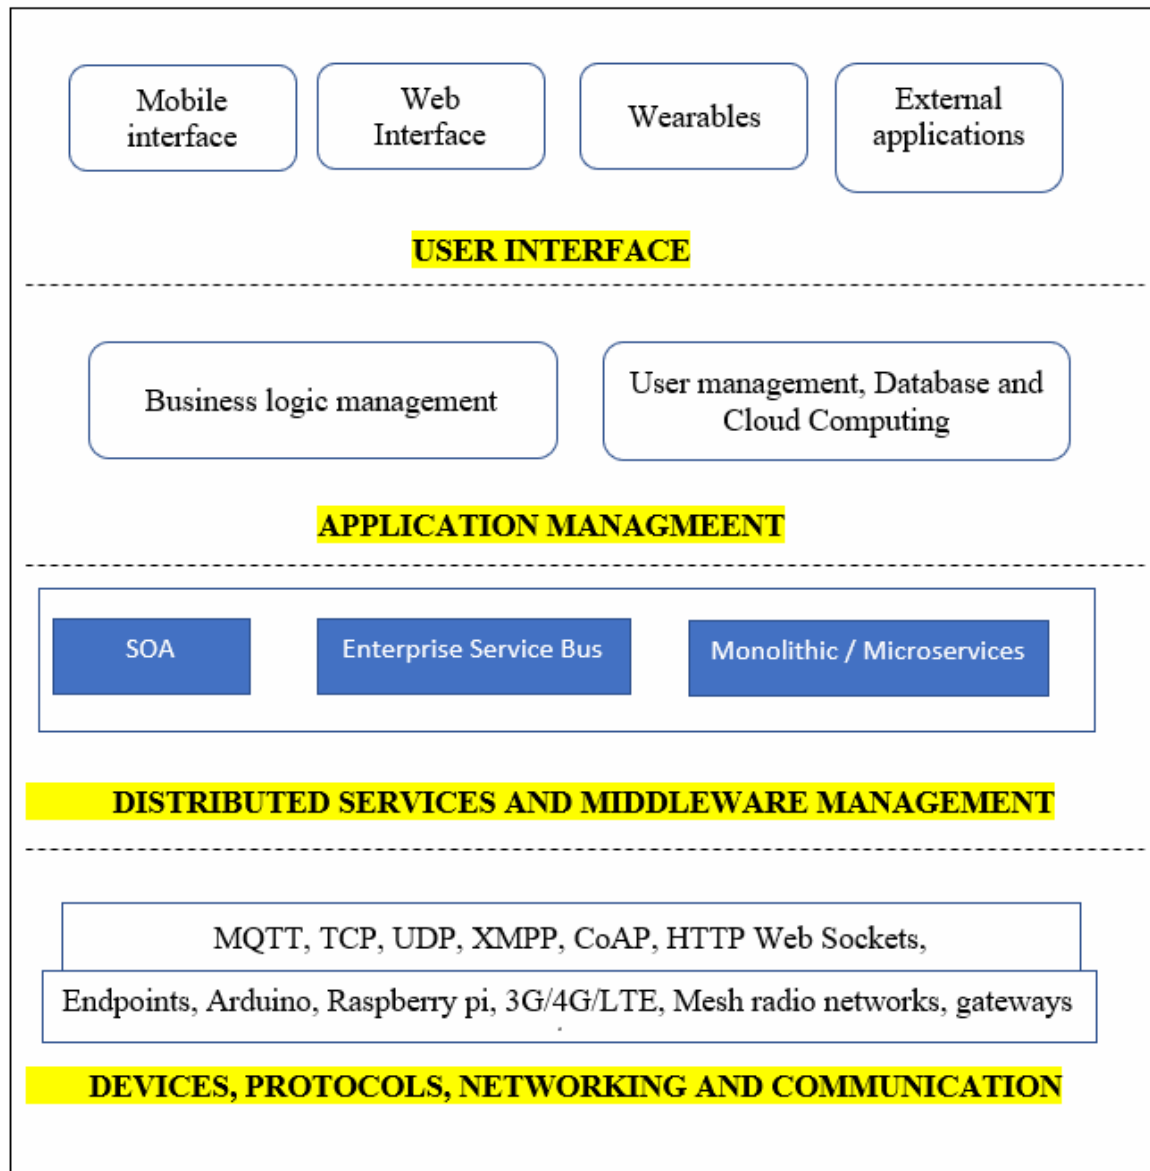 Mobile
interface
Web
Interface
Wearables
External
applications
USER INTERFACE
Business logic management
User management, Database and
Cloud Computing
APPLICATION MANAGMEENT
SOA
Enterprise Service Bus
Monolithic / Microservices
DISTRIBUTED SERVICES AND MIDDLEWARE MANAGEMENT
MQTT, TCP, UDP, XMPP, CoAP, HTTP Web Sockets,
Endpoints, Arduino, Raspberry pi, 3G/4G/LTE, Mesh radio networks, gateways
DEVICES, PROTOCOLS, NETWORKING AND COMMUNICATION